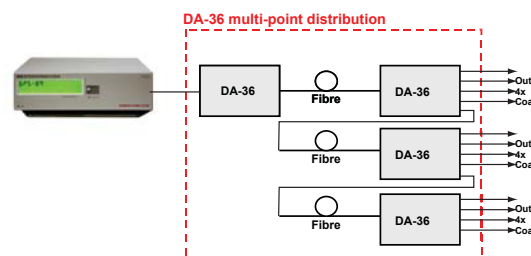 DA-36 multi-point distribution
DA-36
Fibre
DA-36
Out
4x
Coa
Fibre
DA-36
Out
4x
Coa
Fibre
DA-36
Out
4x
Coa